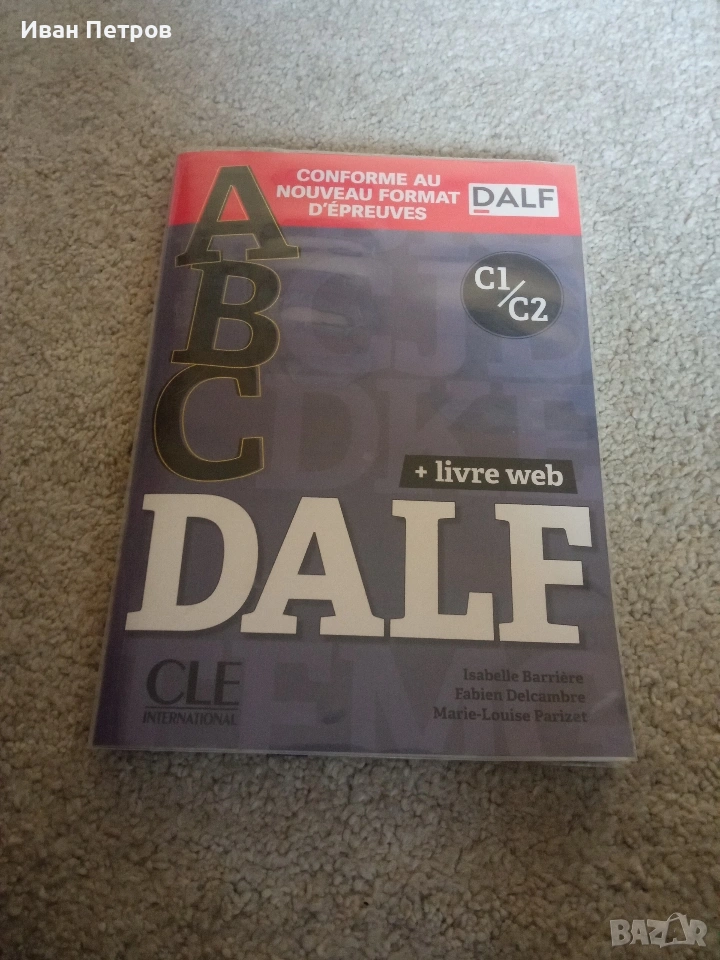 Иван Петров
CONFORME AU
NOUVEAU FORMAT
D'ÉPREUVES
DALF
A
B
C
C1/C2
+ livre web
DALF
CLE
INTERNATIONAL
Isabelle Barrière
Fabien Delcambre
Marie-Louise Parizet
BAZAR